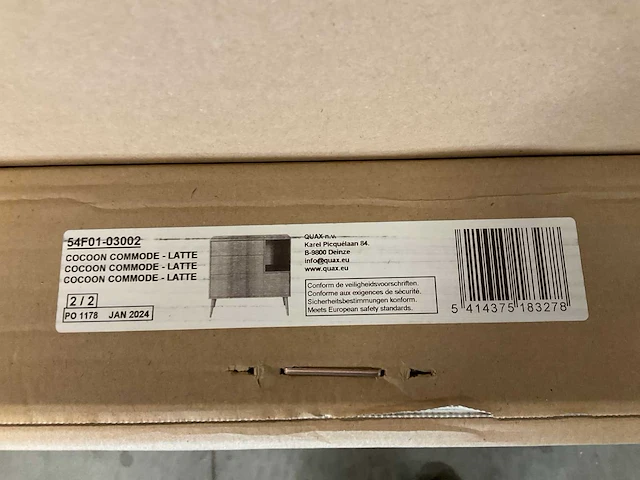 54F01-03002
COCOON COMMODE - LATTE
COCOON COMMODE - LATTE
COCOON COMMODE - LATTE
2 / 2
PO 1178 JAN 2024
QUAX n.v.
Karel Picquélaan 84,
B-9800 Deinze
info@quax.eu
www.quax.eu
Conform de veiligheidsvoorschriften.
Conforme aux exigences de sécurité.
Sicherheitsbestimmungen konform.
Meets European safety standards.
5 414375 183278